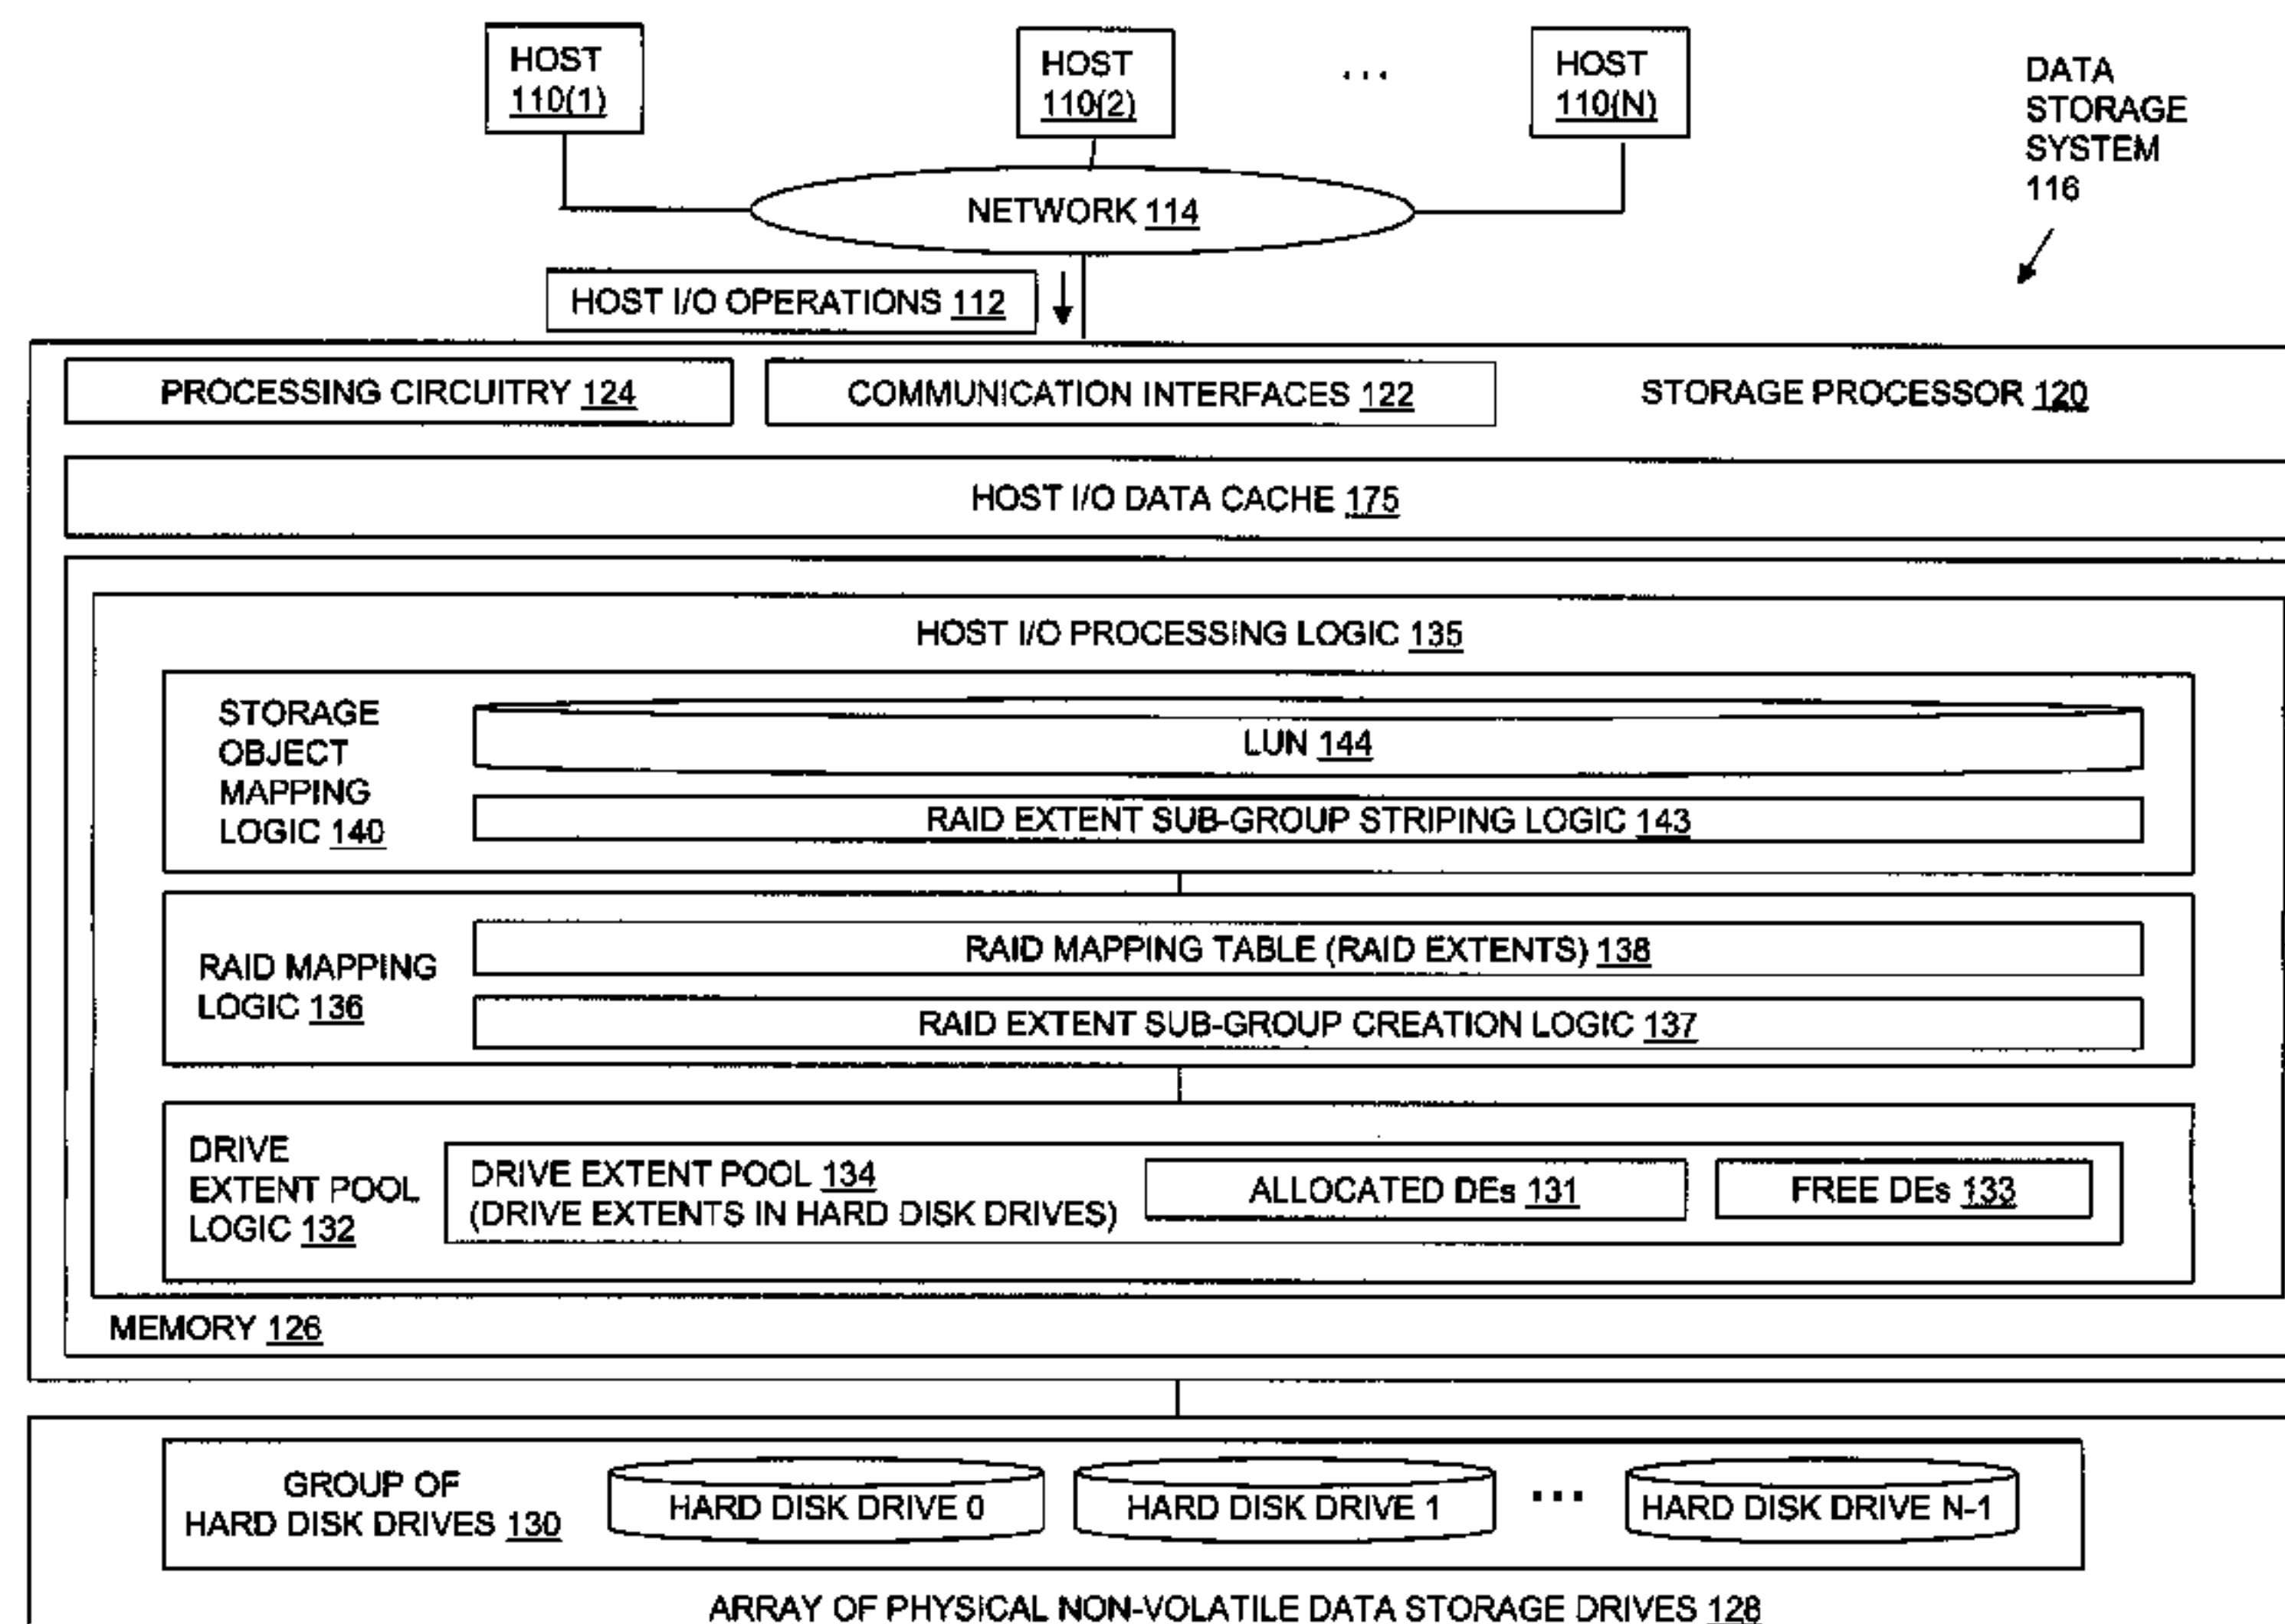 HOST
110(1)
HOST
110(2)
...
HOST
110(N)
DATA
STORAGE
SYSTEM
116
NETWORK 114
HOST I/O OPERATIONS 112
PROCESSING CIRCUITRY 124
COMMUNICATION INTERFACES 122
STORAGE PROCESSOR 120
HOST I/O DATA CACHE 175
HOST I/O PROCESSING LOGIC 135
STORAGE
OBJECT
MAPPING
LOGIC 140
LUN 144
RAID EXTENT SUB-GROUP STRIPING LOGIC 143
RAID MAPPING
LOGIC 136
RAID MAPPING TABLE (RAID EXTENTS) 138
RAID EXTENT SUB-GROUP CREATION LOGIC 137
DRIVE
EXTENT POOL
LOGIC 132
DRIVE EXTENT POOL 134
(DRIVE EXTENTS IN HARD DISK DRIVES)
ALLOCATED DEs 131
FREE DEs 133
MEMORY 126
GROUP OF
HARD DISK DRIVES 130
HARD DISK DRIVE 0
HARD DISK DRIVE 1
...
HARD DISK DRIVE N-1
ARRAY OF PHYSICAL NON-VOLATILE DATA STORAGE DRIVES 128